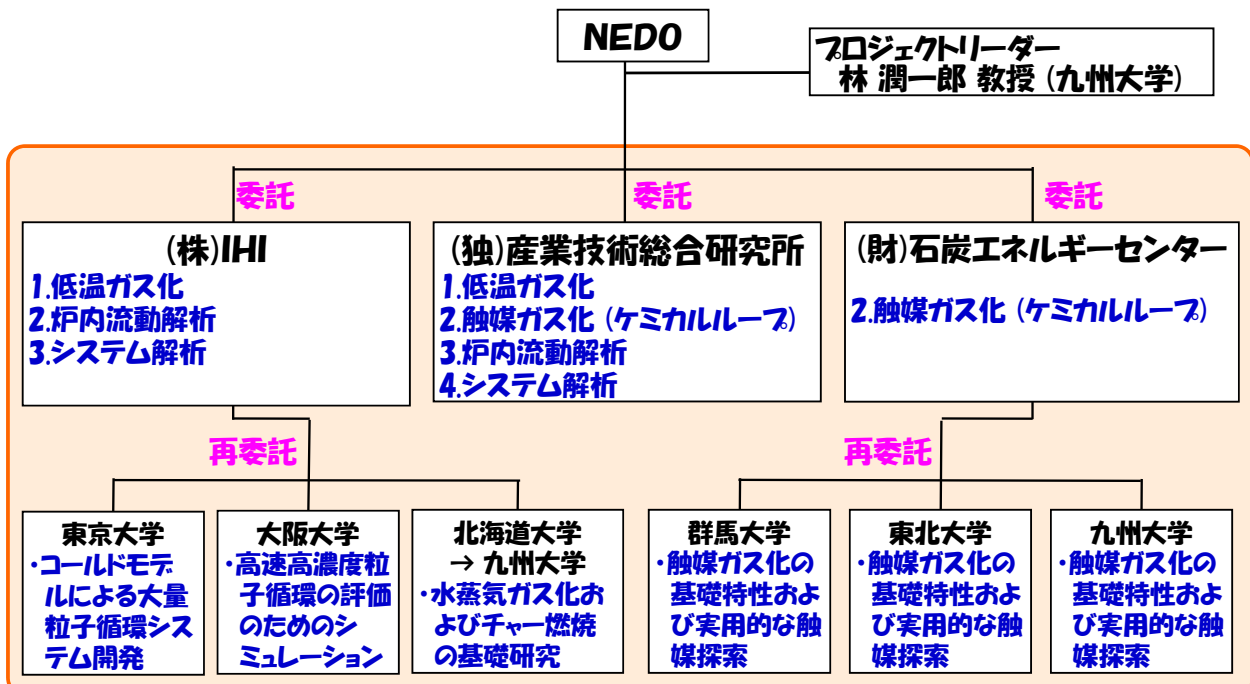 NEDO
プロジェクトリーダー
林 潤一郎 教授 (九州大学)
委託
委託
委託
(株)IHI
1.低温ガス化
2.炉内流動解析
3.システム解析
(独)産業技術総合研究所
1.低温ガス化
2.触媒ガス化 (ケミカルループ)
3.炉内流動解析
4.システム解析
(財)石炭エネルギーセンター
2.触媒ガス化 (ケミカルループ)
再委託
再委託
東京大学
・コールドモデ
ルによる大量
粒子循環シス
テム開発
大阪大学
・高速高濃度粒
子循環の評価
のためのシ
ミュレーション
北海道大学
→ 九州大学
・水蒸気ガス化お
よびチャー燃焼
の基礎研究
群馬大学
・触媒ガス化の
基礎特性およ
び実用的な触
媒探索
東北大学
・触媒ガス化の
基礎特性およ
び実用的な触
媒探索
九州大学
・触媒ガス化の
基礎特性およ
び実用的な触
媒探索